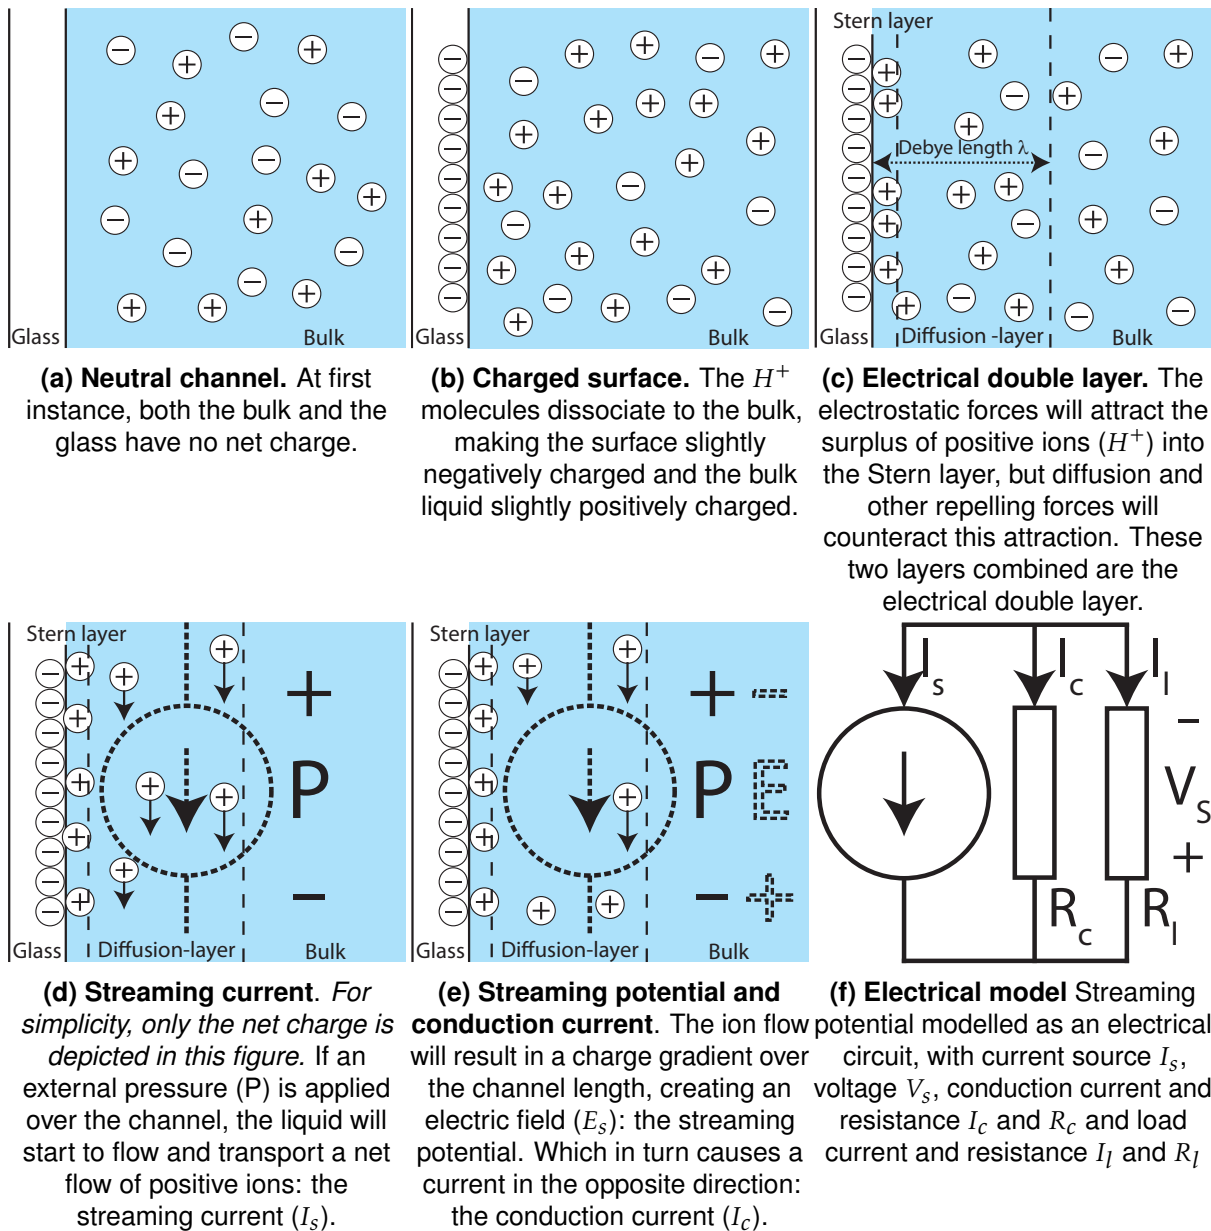 Glass
Bulk
(a) Neutral channel. At first
instance, both the bulk and the
glass have no net charge.
Glass
Bulk
(b) Charged surface. The H⁺
molecules dissociate to the bulk,
making the surface slightly
negatively charged and the bulk
liquid slightly positively charged.
Stern layer
Debye length λ
Glass
Diffusion -layer
Bulk
(c) Electrical double layer. The
electrostatic forces will attract the
surplus of positive ions (H⁺) into
the Stern layer, but diffusion and
other repelling forces will
counteract this attraction. These
two layers combined are the
electrical double layer.
Stern layer
+
P
−
Glass
Diffusion-layer
Bulk
(d) Streaming current. For
simplicity, only the net charge is
depicted in this figure. If an
external pressure (P) is applied
over the channel, the liquid will
start to flow and transport a net
flow of positive ions: the
streaming current (Iₛ).
Stern layer
+ −
P E
− +
Glass
Diffusion-layer
Bulk
(e) Streaming potential and
conduction current. The ion flow
will result in a charge gradient over
the channel length, creating an
electric field (Eₛ): the streaming
potential. Which in turn causes a
current in the opposite direction:
the conduction current (I_c).
Iₛ
I_c
Iₗ
−
V_S
+
R_c
Rₗ
(f) Electrical model Streaming
potential modelled as an electrical
circuit, with current source Iₛ,
voltage Vₛ, conduction current and
resistance I_c and R_c and load
current and resistance Iₗ and Rₗ